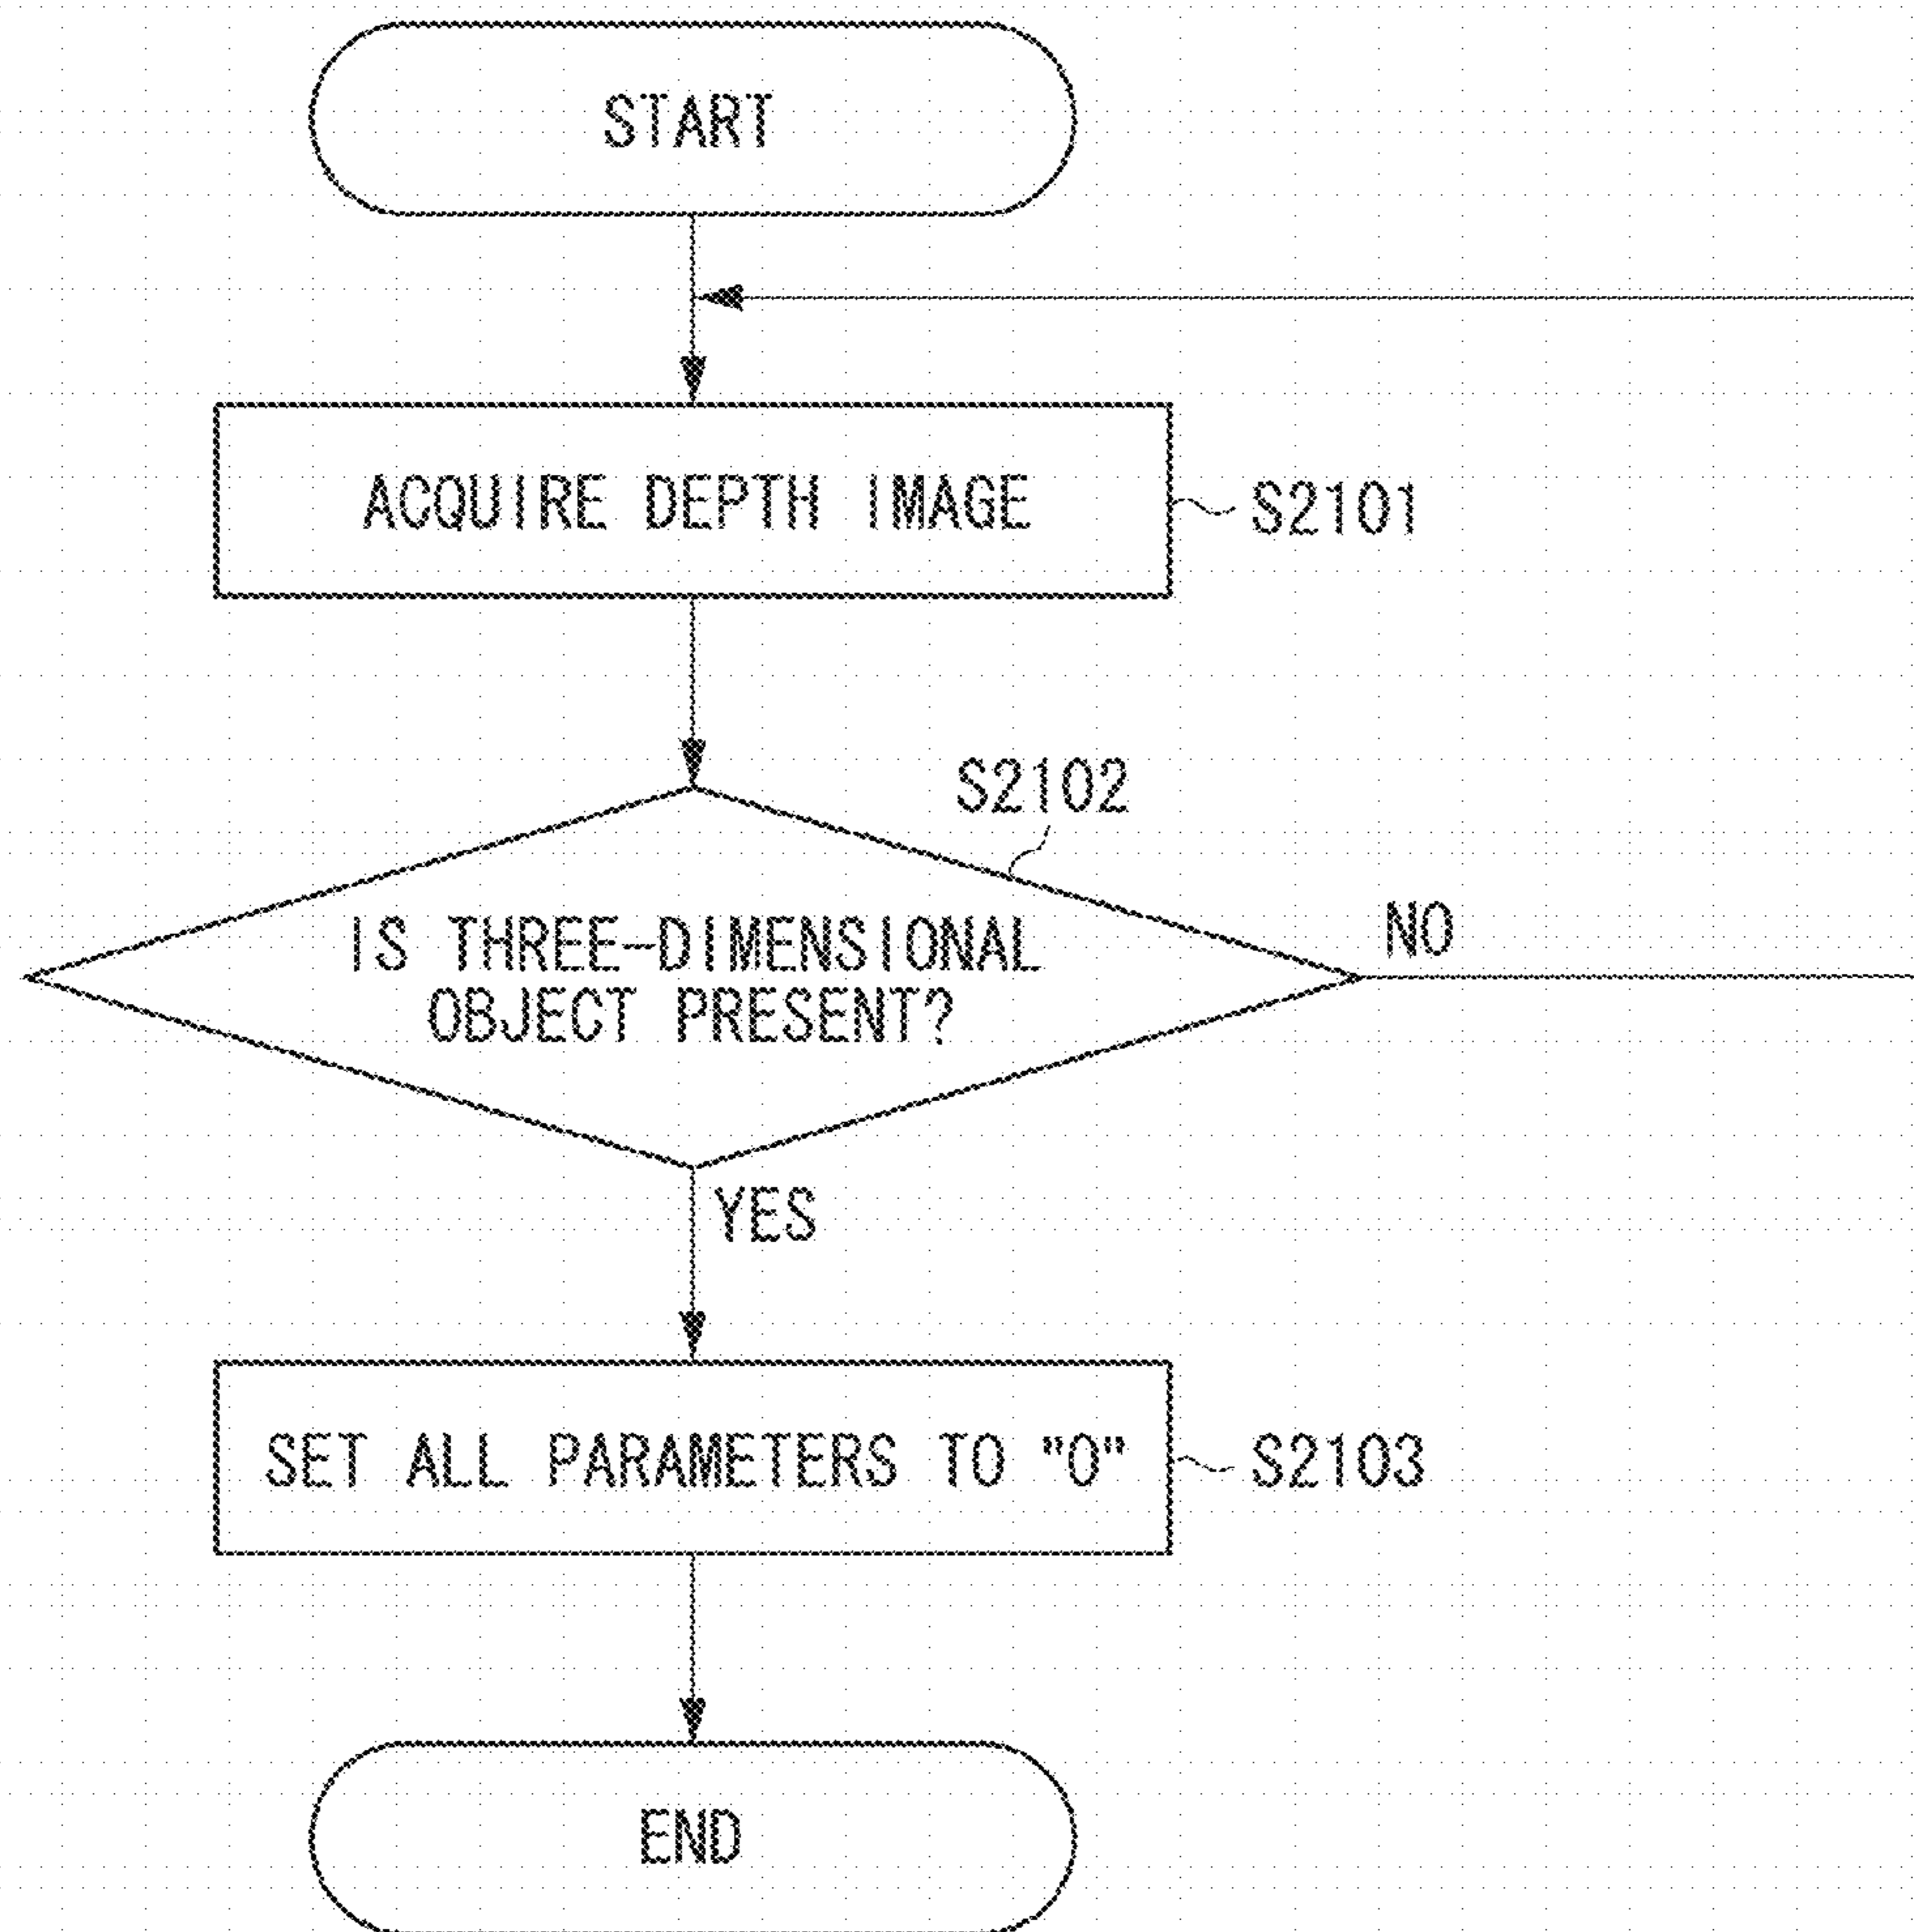 START
ACQUIRE DEPTH IMAGE
S2101
S2102
IS THREE-DIMENSIONAL
OBJECT PRESENT?
NO
YES
SET ALL PARAMETERS TO "0"
S2103
END